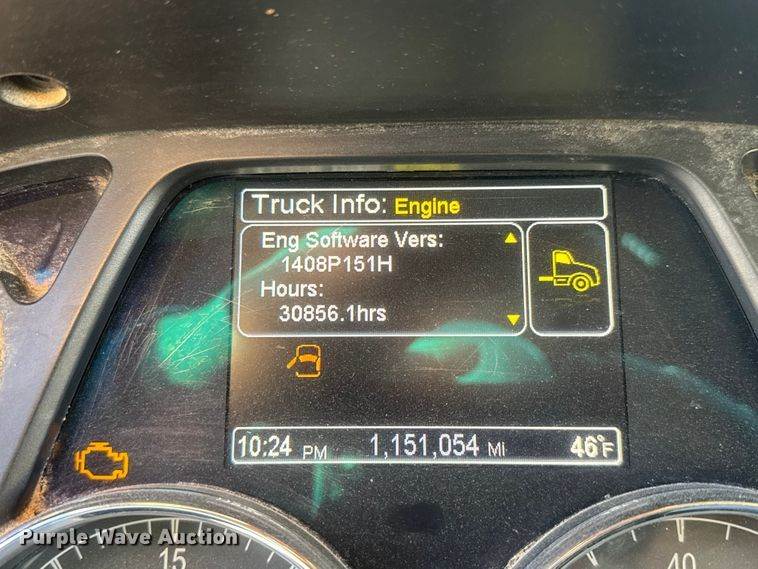 Truck Info: Engine
Eng Software Vers:
1408P151H
Hours:
30856.1hrs
10:24 PM 1,151,054 MI 46°F
15 40
Purple Wave Auction